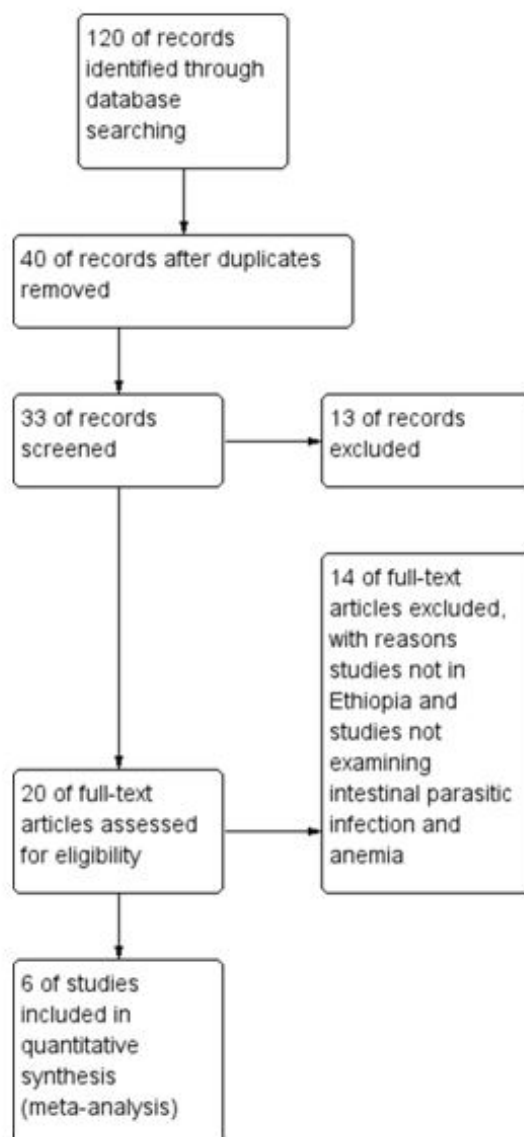 120 of records
identified through
database
searching
40 of records after duplicates
removed
33 of records
screened
13 of records
excluded
14 of full-text
articles excluded,
with reasons
studies not in
Ethiopia and
studies not
examining
intestinal parasitic
infection and
anemia
20 of full-text
articles assessed
for eligibility
6 of studies
included in
quantitative
synthesis
(meta-analysis)